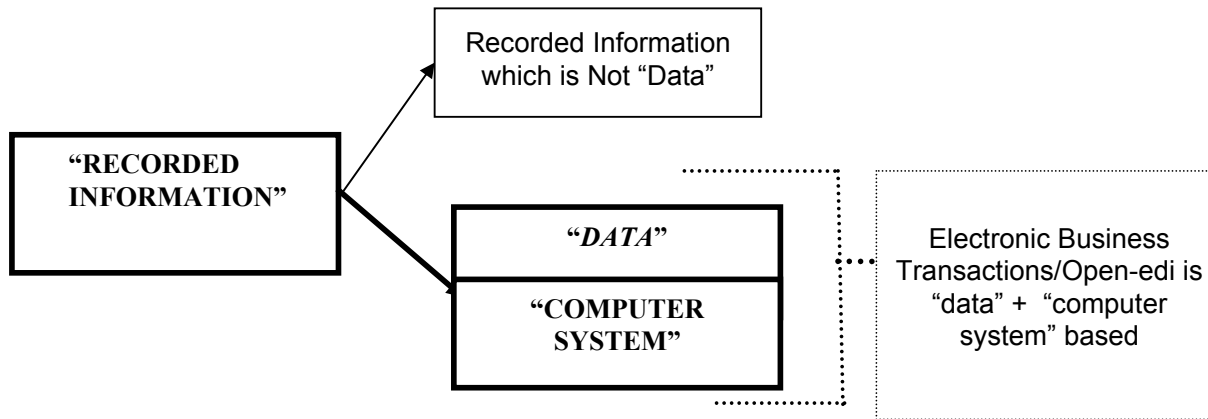 Recorded Information
which is Not “Data”
“RECORDED
INFORMATION”
“DATA”
“COMPUTER
SYSTEM”
Electronic Business
Transactions/Open-edi is
“data” + “computer
system” based